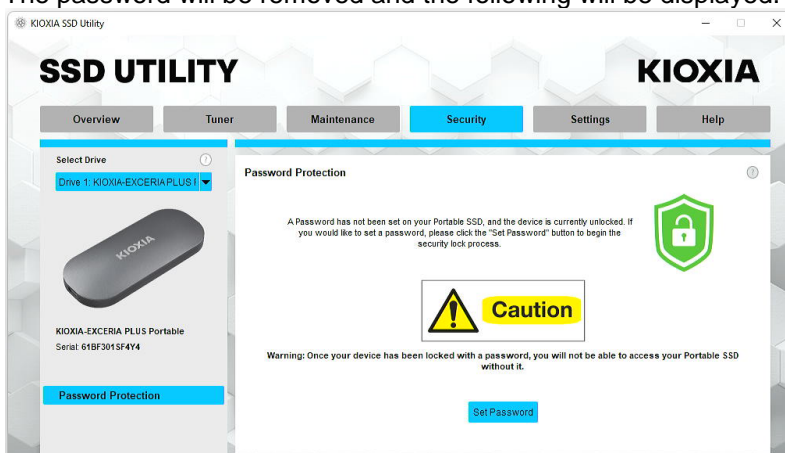 The password will be removed and the following will be displayed.
KIOXIA SSD Utility
SSD UTILITY
KIOXIA
Overview
Tuner
Maintenance
Security
Settings
Help
Select Drive
Drive 1: KIOXIA-EXCERIA PLUS
KIOXIA
KIOXIA-EXCERIA PLUS Portable
Serial: 61BF301SF4Y4
Password Protection
Password Protection
A Password has not been set on your Portable SSD, and the device is currently unlocked. If
you would like to set a password, please click the "Set Password" button to begin the
security lock process.
Caution
Warning: Once your device has been locked with a password, you will not be able to access your Portable SSD
without it.
Set Password